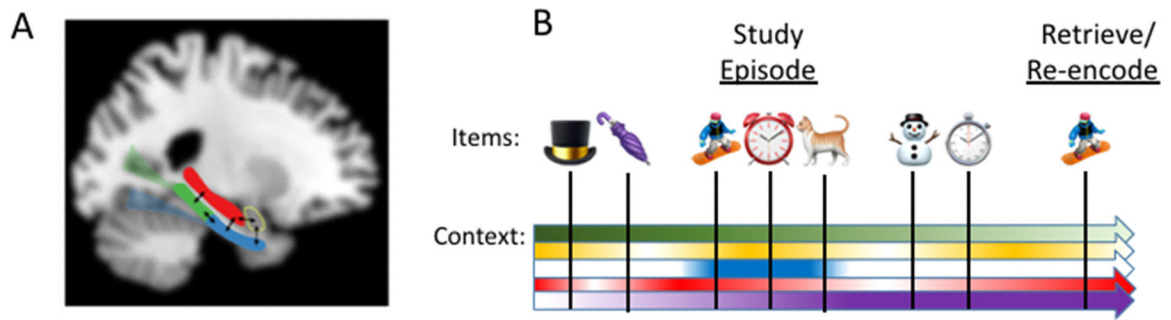 A
B
Study
Episode
Retrieve/
Re-encode
Items:
Context: